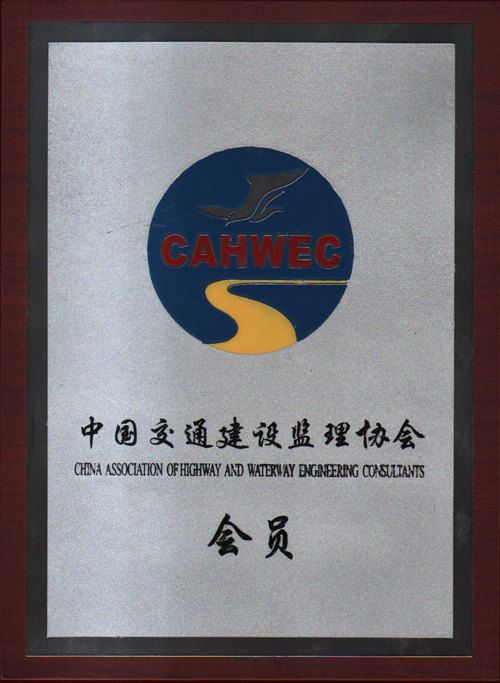 CAHWEC
中国交通建设监理协会
CHINA ASSOCIATION OF HIGHWAY AND WATERWAY ENGINEERING CONSULTANTS
会员